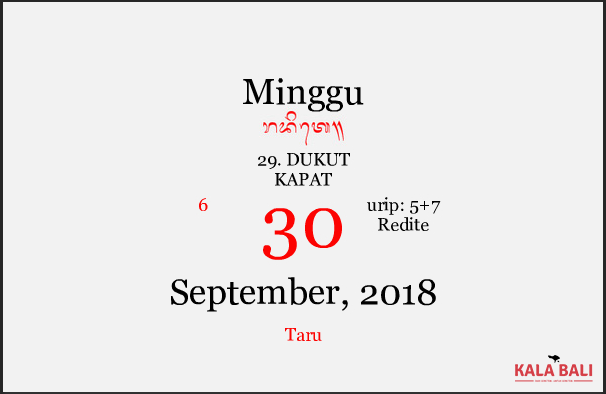 Minggu
29. DUKUT
KAPAT
6
30
urip: 5+7
Redite
September, 2018
Taru
KALA BALI